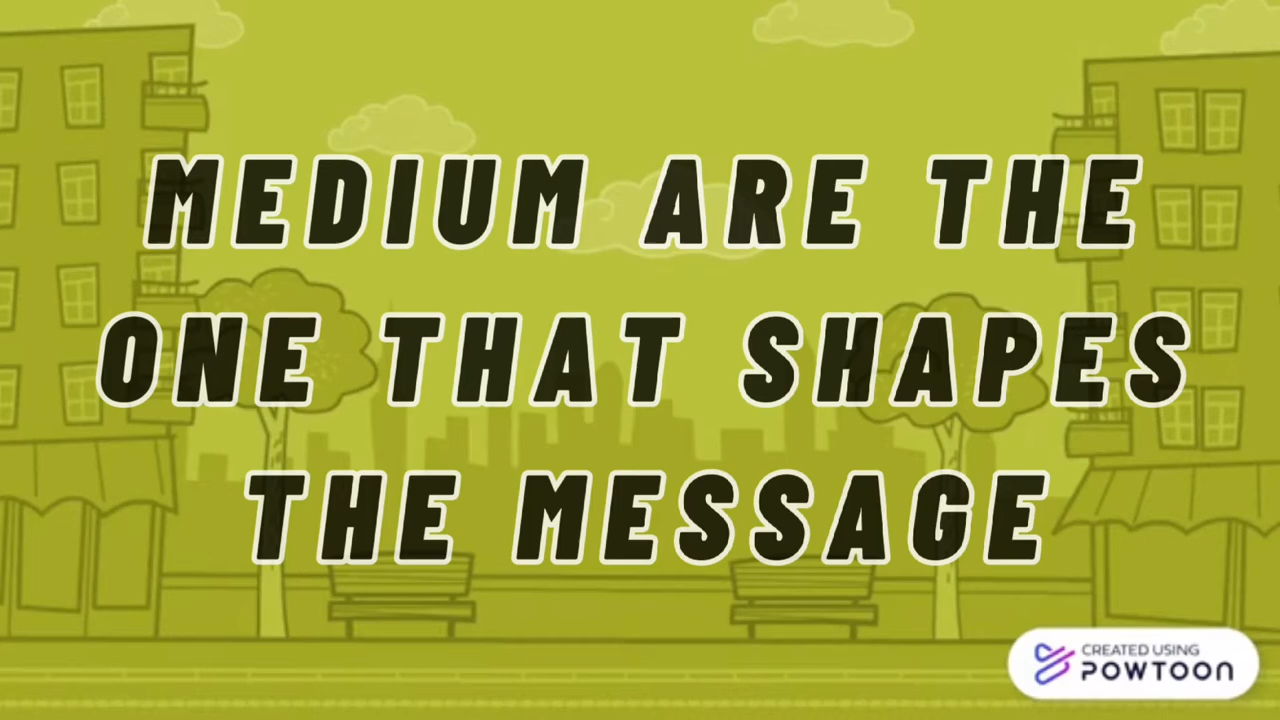 MEDIUM ARE THE
ONE THAT SHAPES
THE MESSAGE
CREATED USING
POWTOON